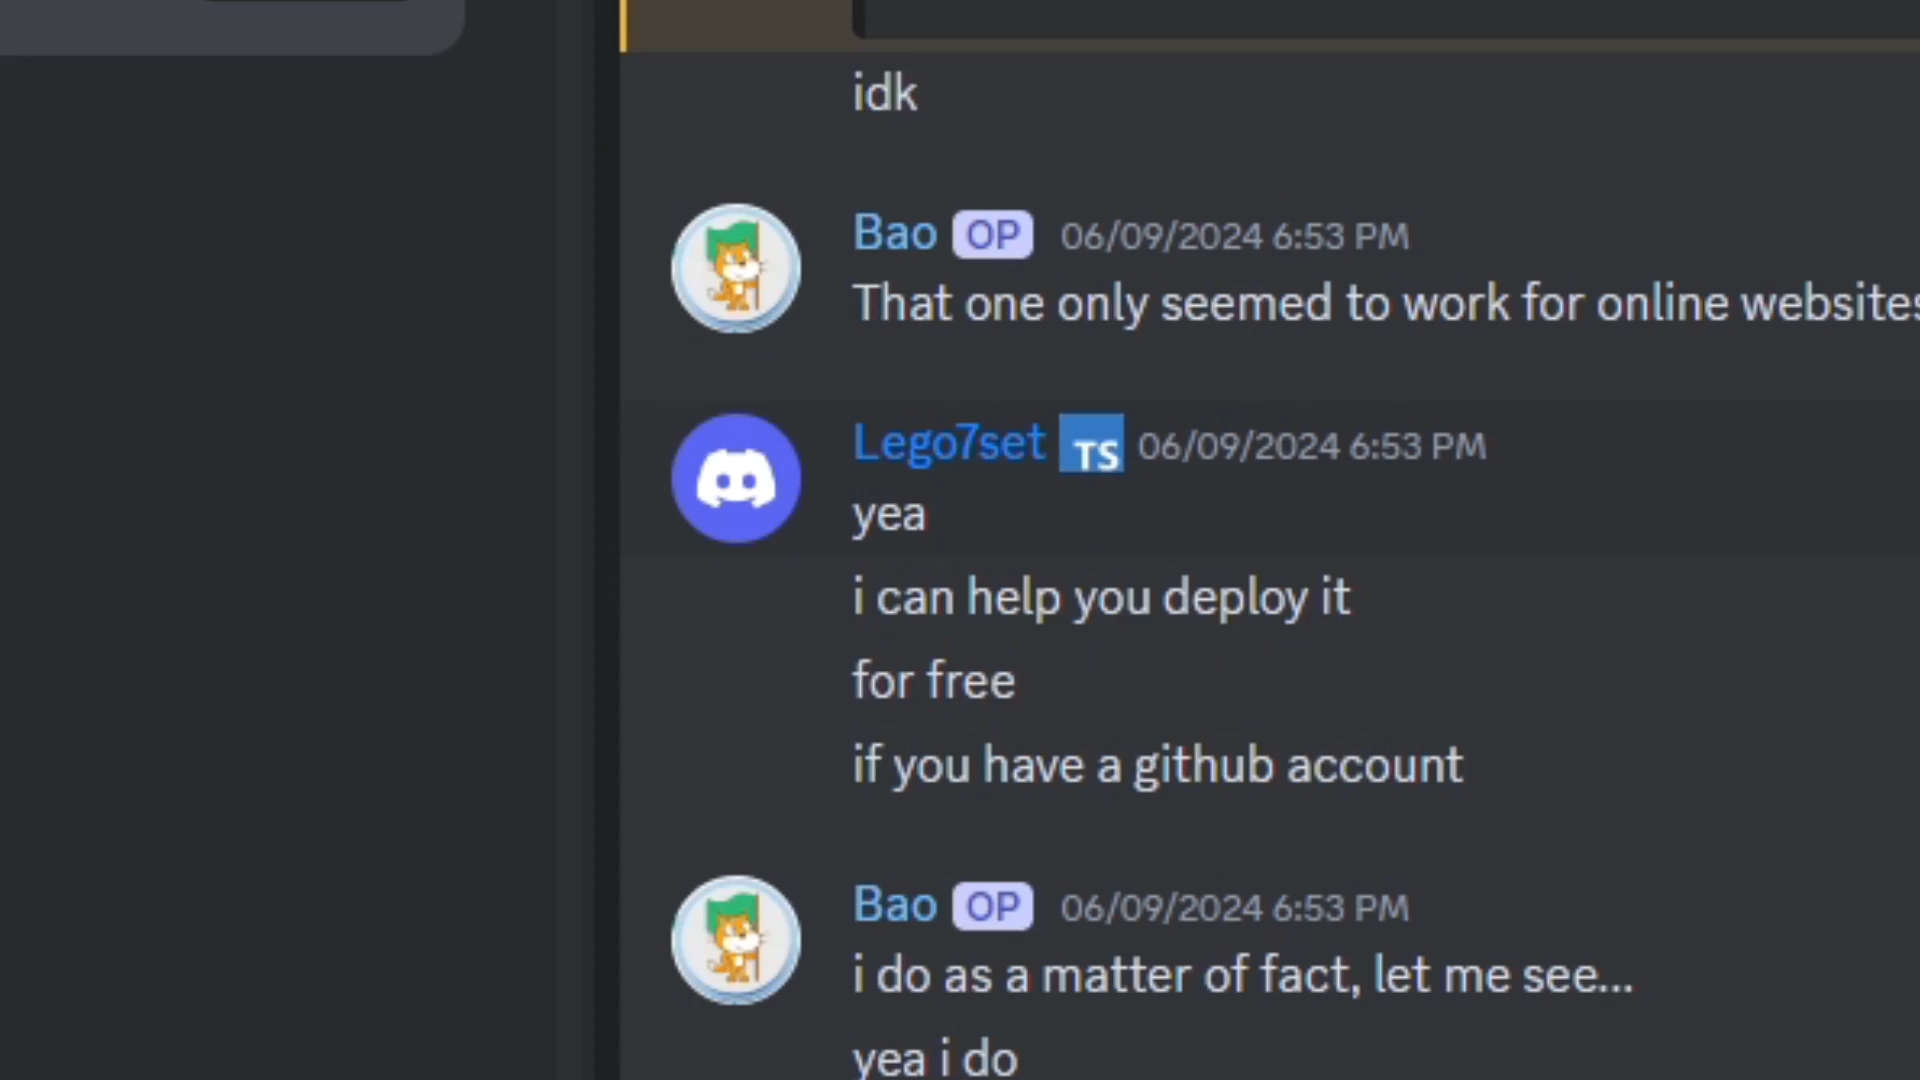 idk
Bao OP 06/09/2024 6:53 PM
That one only seemed to work for online websites
Lego7set TS 06/09/2024 6:53 PM
yea
i can help you deploy it
for free
if you have a github account
Bao OP 06/09/2024 6:53 PM
i do as a matter of fact, let me see...
yea i do